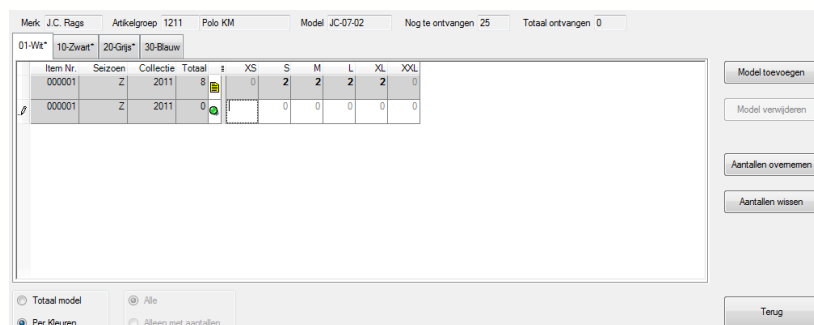 Merk J.C. Rags Artikelgroep 1211 Polo KM Model JC-07-02 Nog te ontvangen 25 Totaal ontvangen 0
01-Wit* 10-Zwart* 20-Grijs* 30-Blauw
Item Nr. Seizoen Collectie Totaal XS S M L XL XXL
000001 Z 2011 8 0 2 2 2 2 0
000001 Z 2011 0 0 0 0 0 0
Model toevoegen
Model verwijderen
Aantallen overnemen
Aantallen wissen
Totaal model Alle
Per Kleuren Alleen met aantallen
Terug